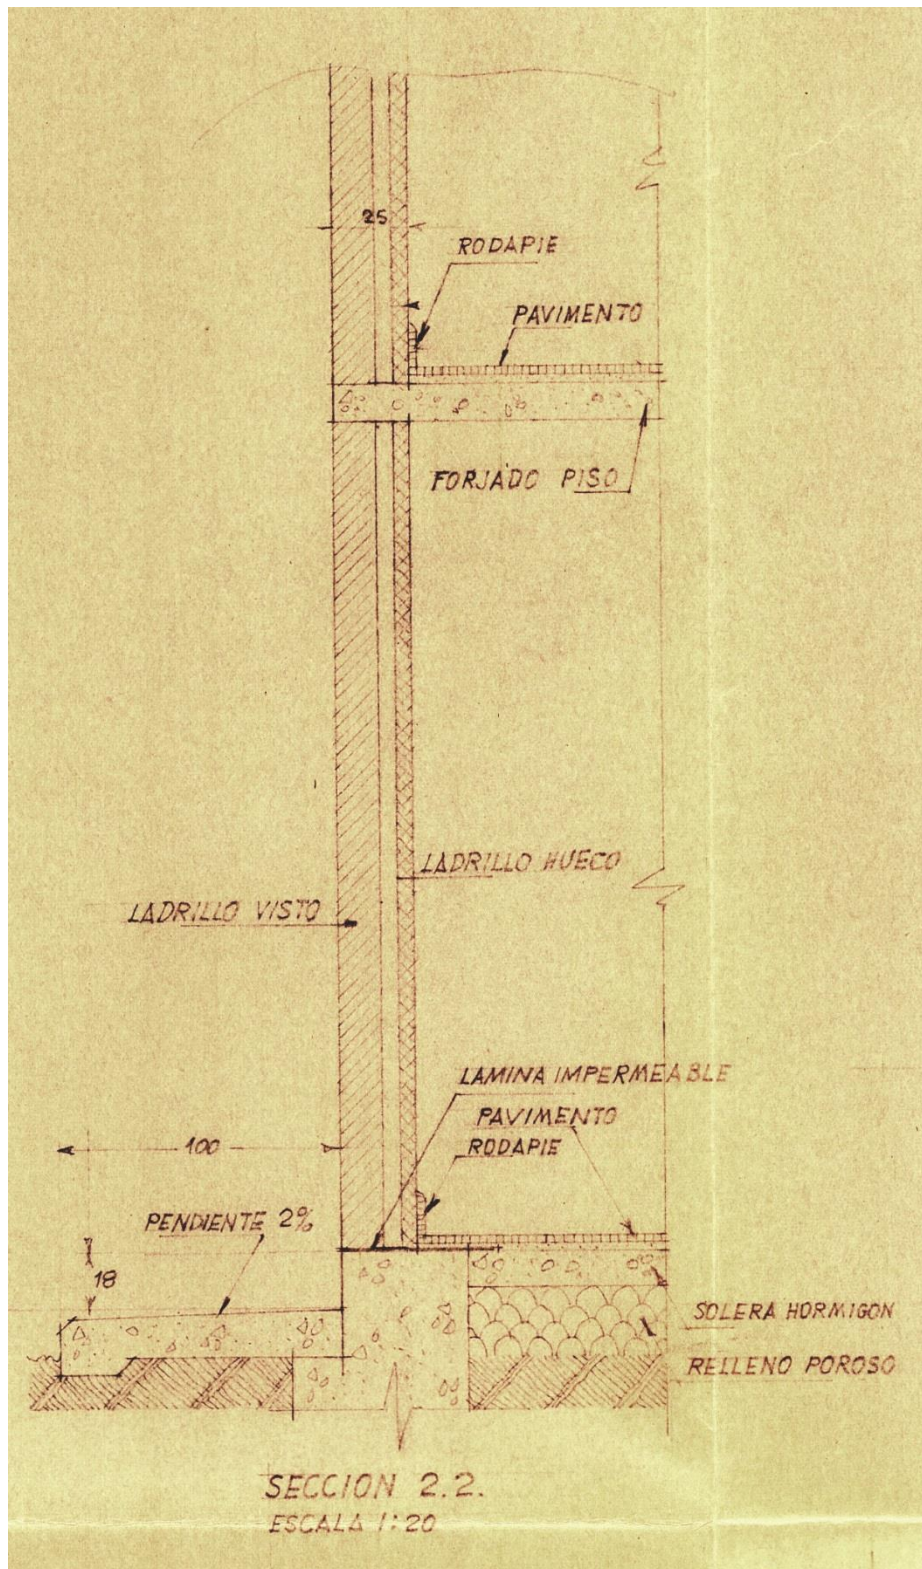 25
RODAPIE
PAVIMENTO
FORJADO PISO
LADRILLO HUECO
LADRILLO VISTO
LAMINA IMPERMEABLE
PAVIMENTO
100
RODAPIE
PENDIENTE 2%
18
SOLERA HORMIGON
RELLENO POROSO
SECCION 2.2.
ESCALA 1:20